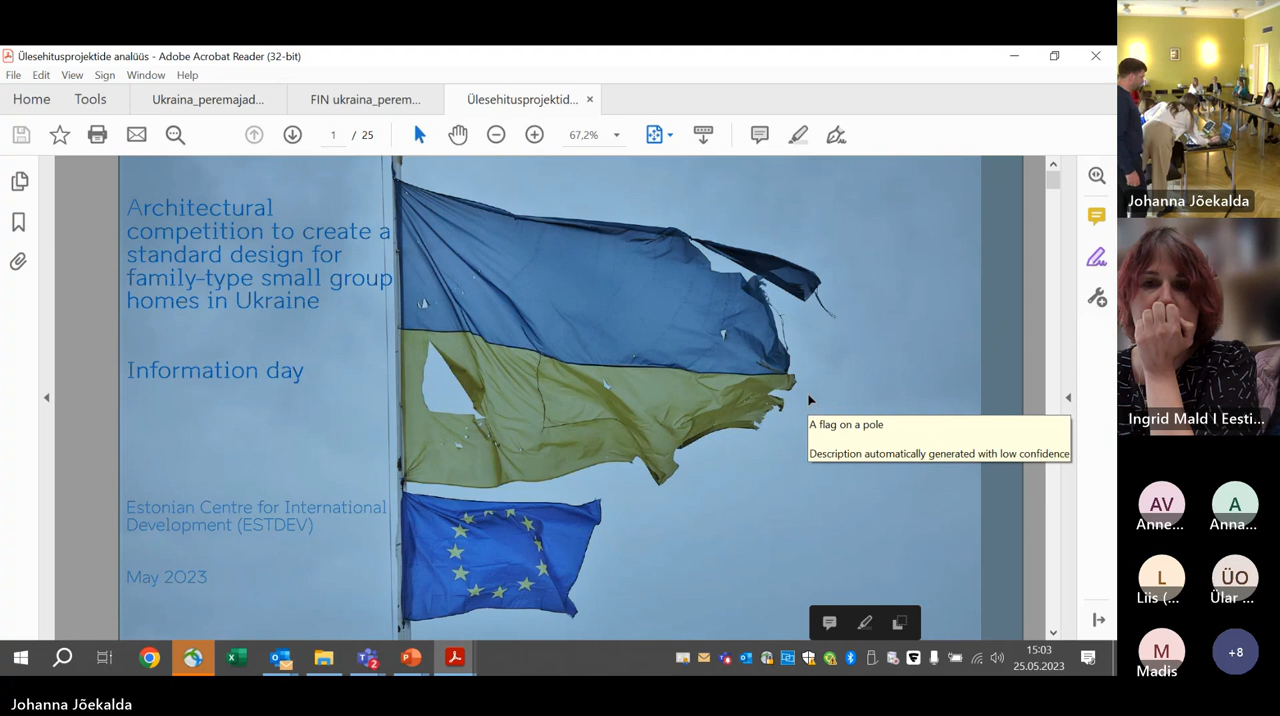 Ülesehitusprojektide analüüs - Adobe Acrobat Reader (32-bit)
File Edit View Sign Window Help
Home Tools Ukraina_peremajad... FIN ukraina_perem... Ülesehitusprojektid... ×
1 / 25 67,2%
Architectural
competition to create a
standard design for
family-type small group
homes in Ukraine
Information day
A flag on a pole
Description automatically generated with low confidence
Estonian Centre for International
Development (ESTDEV)
May 2023
15:03
25.05.2023
Johanna Jõekalda
Johanna Jõekalda
Ingrid Mald I Eesti...
AV A
Anne... Anna...
L ÜO
Liis (... Ülar ...
M +8
Madis